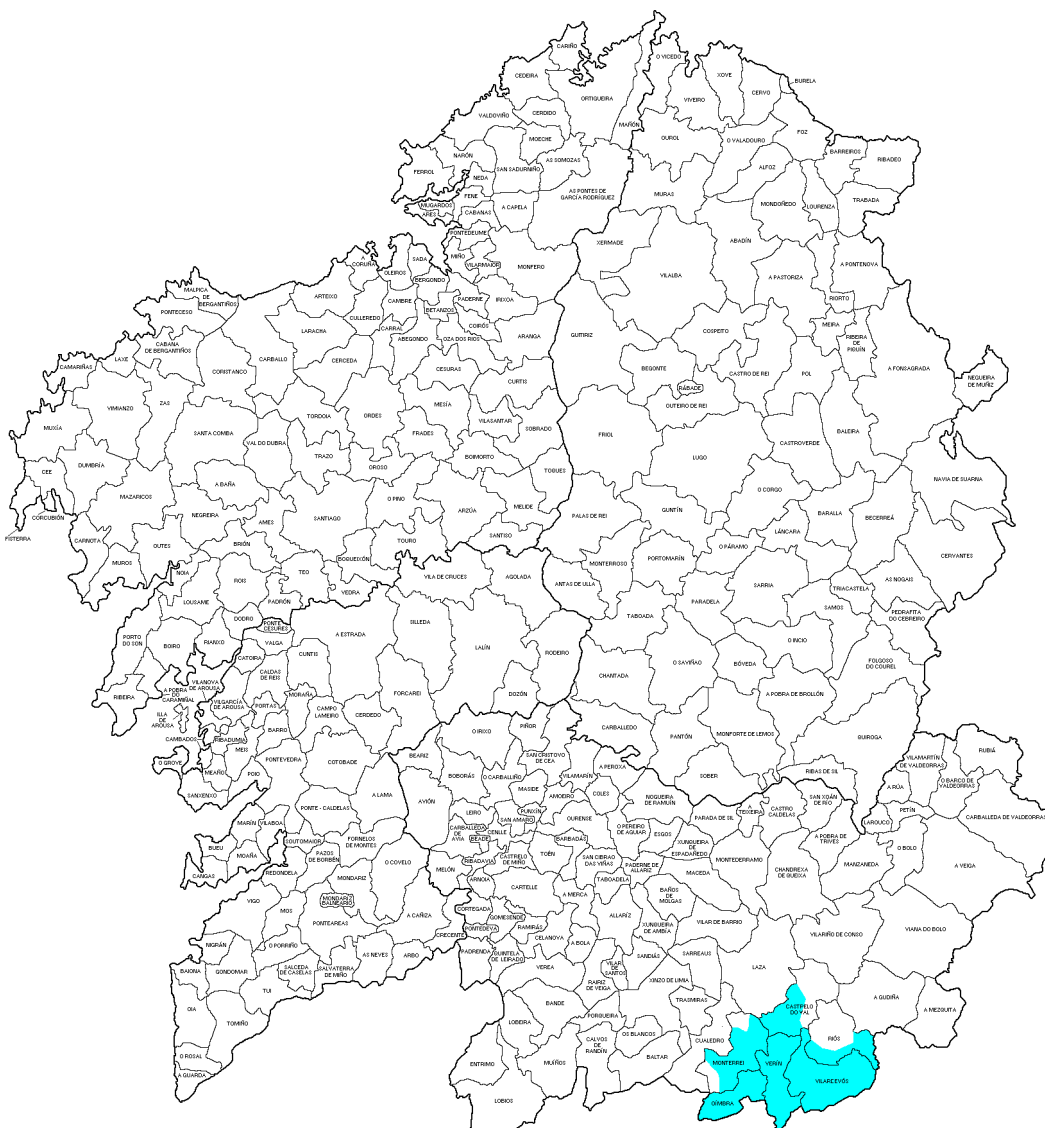 CARIÑO
CEDEIRA
ORTIGUEIRA
O VICEDO
XOVE
BURELA
VIVEIRO
CERVO
VALDOVIÑO
CERDIDO
MAÑÓN
FOZ
MOECHE
OUROL
O VALADOURO
BARREIROS
RIBADEO
NARÓN
AS SOMOZAS
ALFOZ
FERROL
SAN SADURNIÑO
NEDA
AS PONTES DE
GARCÍA RODRÍGUEZ
MURAS
FENE
MONDOÑEDO
LOURENZA
TRABADA
MUGARDOS
ARES
CABANAS
A CAPELA
PONTEDEUME
XERMADE
ABADÍN
MIÑO
VILARMAIOR
MONFERO
A
CORUÑA
SADA
OLEIROS
BERGONDO
VILALBA
A PASTORIZA
A PONTENOVA
MALPICA
DE
BERGANTIÑOS
PONTECESO
ARTEIXO
CAMBRE
PADERNE
IRIXOA
RIORTO
BETANZOS
CULLEREDO
CARRAL
COIRÓS
MEIRA
RIBEIRA
DE
PIQUÍN
LARACHA
ABEGONDO
OZA DOS RIOS
ARANGA
GUITIRIZ
COSPEITO
CABANA
DE BERGANTIÑOS
LAXE
CAMARIÑAS
CARBALLO
CERCEDA
CESURAS
BEGONTE
CASTRO DE REI
POL
A FONSAGRADA
NEGUEIRA
DE MUÑIZ
CORISTANCO
CURTIS
RÁBADE
OUTEIRO DE REI
VIMIANZO
ZAS
MESÍA
TORDOIA
ORDES
VILASANTAR
SOBRADO
MUXÍA
SANTA COMBA
VAL DO DUBRA
FRADES
FRIOL
CASTROVERDE
BALEIRA
TRAZO
BOIMORTO
LUGO
OROSO
TOQUES
CEE
DUMBRÍA
A BAÑA
NAVIA DE SUARNA
MAZARICOS
O PINO
O CORGO
ARZÚA
MELIDE
CORCUBIÓN
NEGREIRA
AMES
SANTIAGO
PALAS DE REI
GUNTÍN
BARALLA
BECERREÁ
FISTERRA
CARNOTA
OUTES
BRIÓN
TOURO
SANTISO
LÁNCARA
O PÁRAMO
CERVANTES
MUROS
BOQUEIXÓN
MONTERROSO
PORTOMARÍN
NOIA
ROIS
TEO
VEDRA
VILA DE CRUCES
AGOLADA
ANTAS DE ULLA
SARRIA
TRIACASTELA
AS NOGAIS
LOUSAME
PADRÓN
TABOADA
PARADELA
SAMOS
PEDRAFITA
DO CEBREIRO
DODRO
PONTE-
CESURES
A ESTRADA
SILLEDA
PORTO
DO SON
BOIRO
RIANXO
VALGA
CUNTIS
LALÍN
RODEIRO
O INCIO
CATOIRA
O SAVIÑAO
BÓVEDA
FOLGOSO
DO COUREL
CALDAS
DE REIS
CHANTADA
VILANOVA
DE AROUSA
A POBRA
DO
CARAMIÑAL
RIBEIRA
MORAÑA
FORCAREI
DOZÓN
A POBRA DE BROLLÓN
VILGARCÍA
DE AROUSA
PORTAS
CAMPO
LAMEIRO
CERDEDO
ILLA
DE
AROUSA
BARRO
O IRIXO
PIÑOR
CARBALLEDO
PANTÓN
MONFORTE DE LEMOS
QUIROGA
CAMBADOS
RIBADUMIA
MEIS
PONTEVEDRA
COTOBADE
BEARIZ
SAN CRISTOVO
DE CEA
VILAMARTÍN
DE VALDEORRAS
RUBIÁ
O GROVE
MEAÑO
POIO
BOBORÁS
O CARBALLIÑO
VILAMARÍN
A PEROXA
SOBER
RIBAS DE SIL
A RÚA
O BARCO DE
VALDEORRAS
SANXENXO
A LAMA
AVIÓN
MASIDE
AMOEIRO
COLES
NOGUEIRA
DE RAMUÍN
SAN XOÁN
DE RÍO
PETÍN
PONTE - CALDELAS
LEIRO
PUNXÍN
SAN AMARO
OURENSE
PARADA DE SIL
A
TEIXEIRA
CASTRO
CALDELAS
LAROUCO
CARBALLEDA DE VALDEORRAS
MARÍN
VILABOA
CARBALLEDA
DE
AVIA
CENLLE
BEADE
O PEREIRO
DE AGUIAR
ESGOS
A POBRA DE
TRIVES
SOUTOMAIOR
FORNELOS
DE MONTES
BARBADÁS
XUNQUEIRA
DE
ESPADAÑEDO
O BOLO
BUEU
MOAÑA
PAZOS
DE BORBÉN
O COVELO
RIBADAVIA
CASTRELO
DE MIÑO
TOÉN
SAN CIBRAO
DAS VIÑAS
PADERNE DE
ALLARIZ
MONTEDERRAMO
CHANDREXA
DE QUEIXA
MANZANEDA
A VEIGA
CANGAS
REDONDELA
MONDARIZ
MELÓN
ARNOIA
TABOADELA
MACEDA
CARTELLE
A MERCA
BAÑOS
DE
MOLGAS
VIGO
MOS
MONDARIZ
BALNEARIO
A CAÑIZA
CORTEGADA
GOMESENDE
ALLARÍZ
PONTEAREAS
PONTEDEVA
RAMIRÁS
XUNQUEIRA
DE
AMBÍA
VILAR DE BARRIO
VILARIÑO DE CONSO
VIANA DO BOLO
CRECENTE
CELANOVA
A BOLA
NIGRÁN
O PORRIÑO
AS NEVES
ARBO
PADRENDA
QUINTELA
DE LEIRADO
VEREA
SANDIÁS
SARREAUS
BAIONA
GONDOMAR
SALCEDA
DE CASELAS
SALVATERRA
DE MIÑO
VILAR
DE
SANTOS
LAZA
RAIRIZ
DE VEIGA
XINZO DE LIMIA
TUI
A GUDIÑA
OIA
BANDE
TRASMIRAS
A MEZQUITA
TOMIÑO
LOBEIRA
PORQUEIRA
CASTRELO
DO VAL
OS BLANCOS
CUALEDRO
RIÓS
O ROSAL
ENTRIMO
MUÍÑOS
CALVOS
DE
RANDÍN
BALTAR
MONTERREI
VERÍN
A GUARDA
VILARDEVÓS
LOBIOS
OÍMBRA